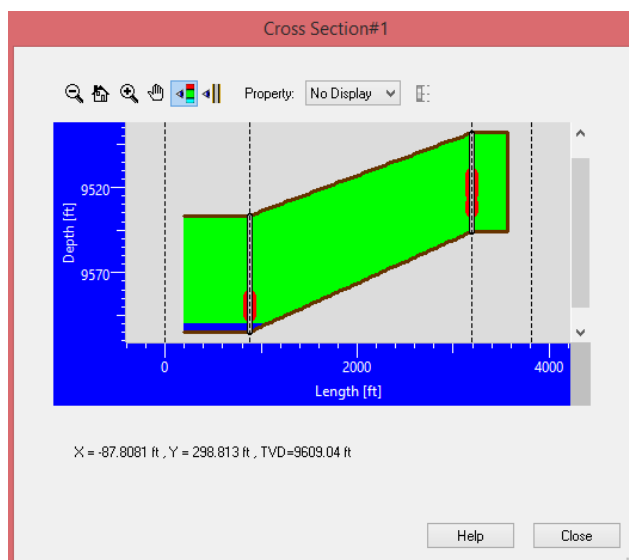 Cross Section#1
Property: No Display
Depth [ft]
9520
9570
0 2000 4000
Length [ft]
X = -87.8081 ft , Y = 298.813 ft , TVD=9609.04 ft
Help Close